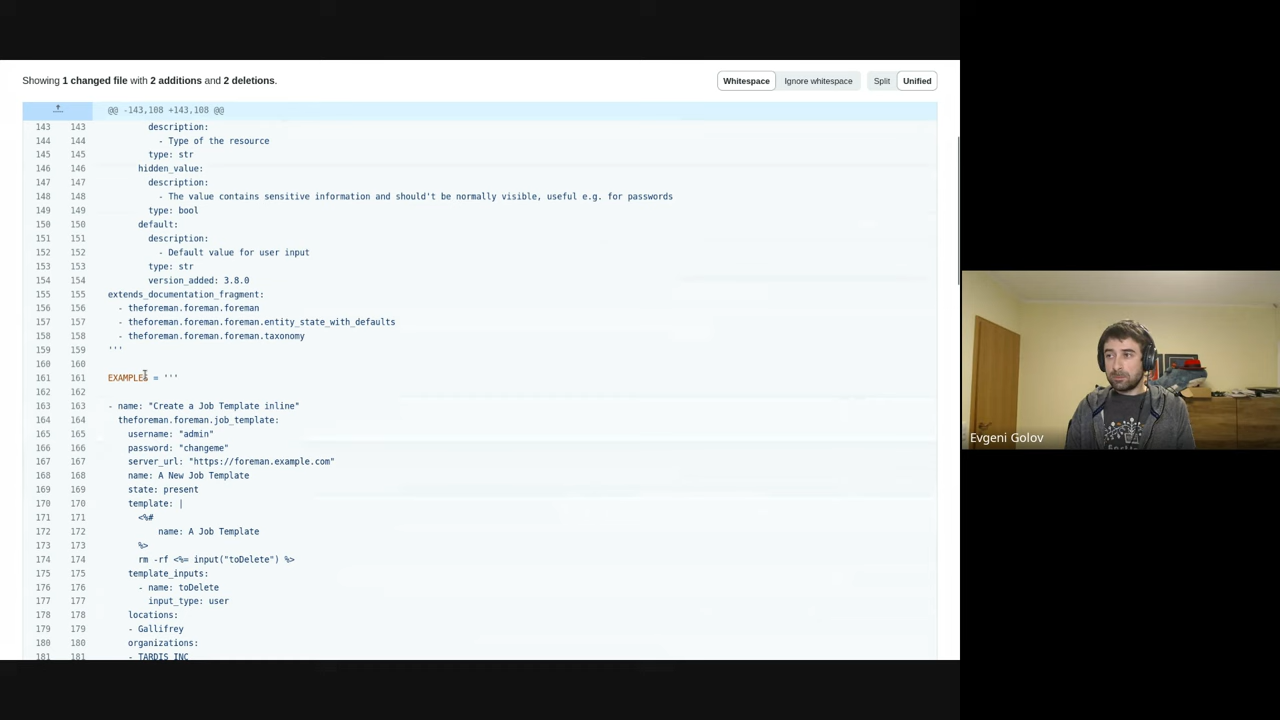 Showing 1 changed file with 2 additions and 2 deletions.
Whitespace Ignore whitespace Split Unified
@@ -143,108 +143,108 @@
143 143 description:
144 144 - Type of the resource
145 145 type: str
146 146 hidden_value:
147 147 description:
148 148 - The value contains sensitive information and should't be normally visible, useful e.g. for passwords
149 149 type: bool
150 150 default:
151 151 description:
152 152 - Default value for user input
153 153 type: str
154 154 version_added: 3.8.0
155 155 extends_documentation_fragment:
156 156 - theforeman.foreman.foreman
157 157 - theforeman.foreman.foreman.entity_state_with_defaults
158 158 - theforeman.foreman.foreman.taxonomy
159 159 '''
160 160
161 161 EXAMPLES = '''
162 162
163 163 - name: "Create a Job Template inline"
164 164 theforeman.foreman.job_template:
165 165 username: "admin"
166 166 password: "changeme"
167 167 server_url: "https://foreman.example.com"
168 168 name: A New Job Template
169 169 state: present
170 170 template: |
171 171 <%#
172 172 name: A Job Template
173 173 %>
174 174 rm -rf <%= input("toDelete") %>
175 175 template_inputs:
176 176 - name: toDelete
177 177 input_type: user
178 178 locations:
179 179 - Gallifrey
180 180 organizations:
181 181 - TARDIS INC
Evgeni Golov